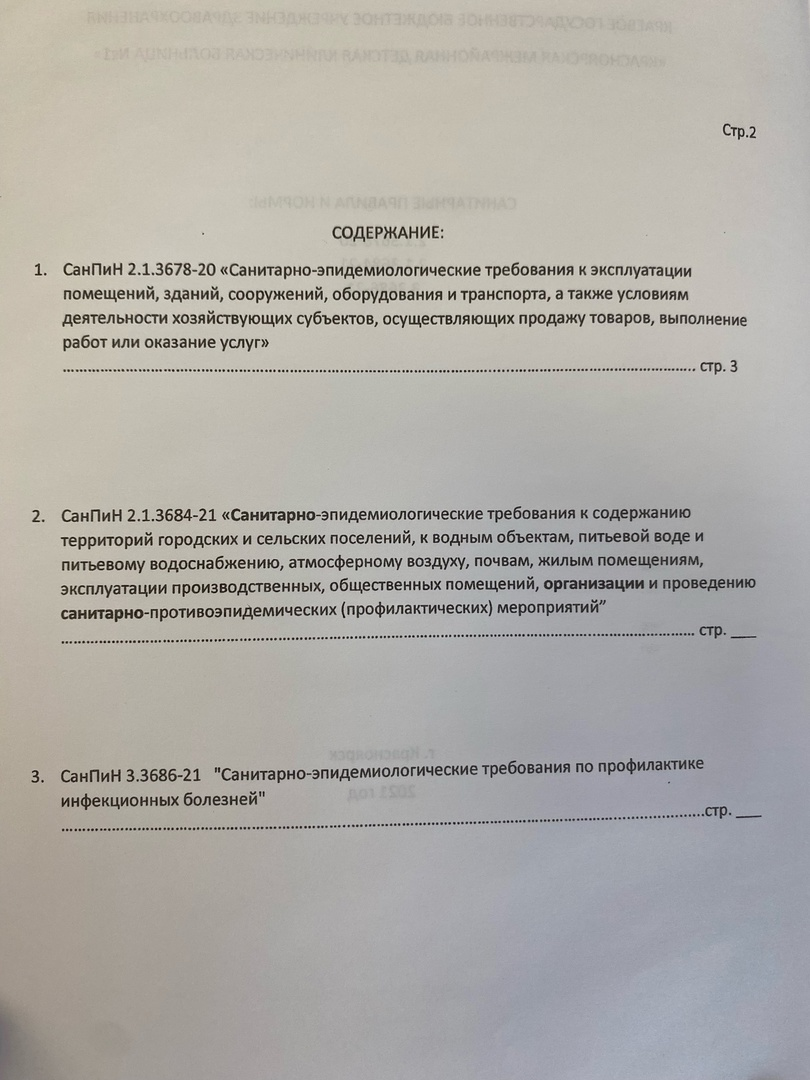 Стр.2
СОДЕРЖАНИЕ:
1. СанПиН 2.1.3678-20 «Санитарно-эпидемиологические требования к эксплуатации
помещений, зданий, сооружений, оборудования и транспорта, а также условиям
деятельности хозяйствующих субъектов, осуществляющих продажу товаров, выполнение
работ или оказание услуг»
........................................................................................................................ стр. 3
2. СанПиН 2.1.3684-21 «Санитарно-эпидемиологические требования к содержанию
территорий городских и сельских поселений, к водным объектам, питьевой воде и
питьевому водоснабжению, атмосферному воздуху, почвам, жилым помещениям,
эксплуатации производственных, общественных помещений, организации и проведению
санитарно-противоэпидемических (профилактических) мероприятий”
........................................................................................................................ стр. ___
3. СанПиН 3.3686-21 "Санитарно-эпидемиологические требования по профилактике
инфекционных болезней"
........................................................................................................................стр. ___